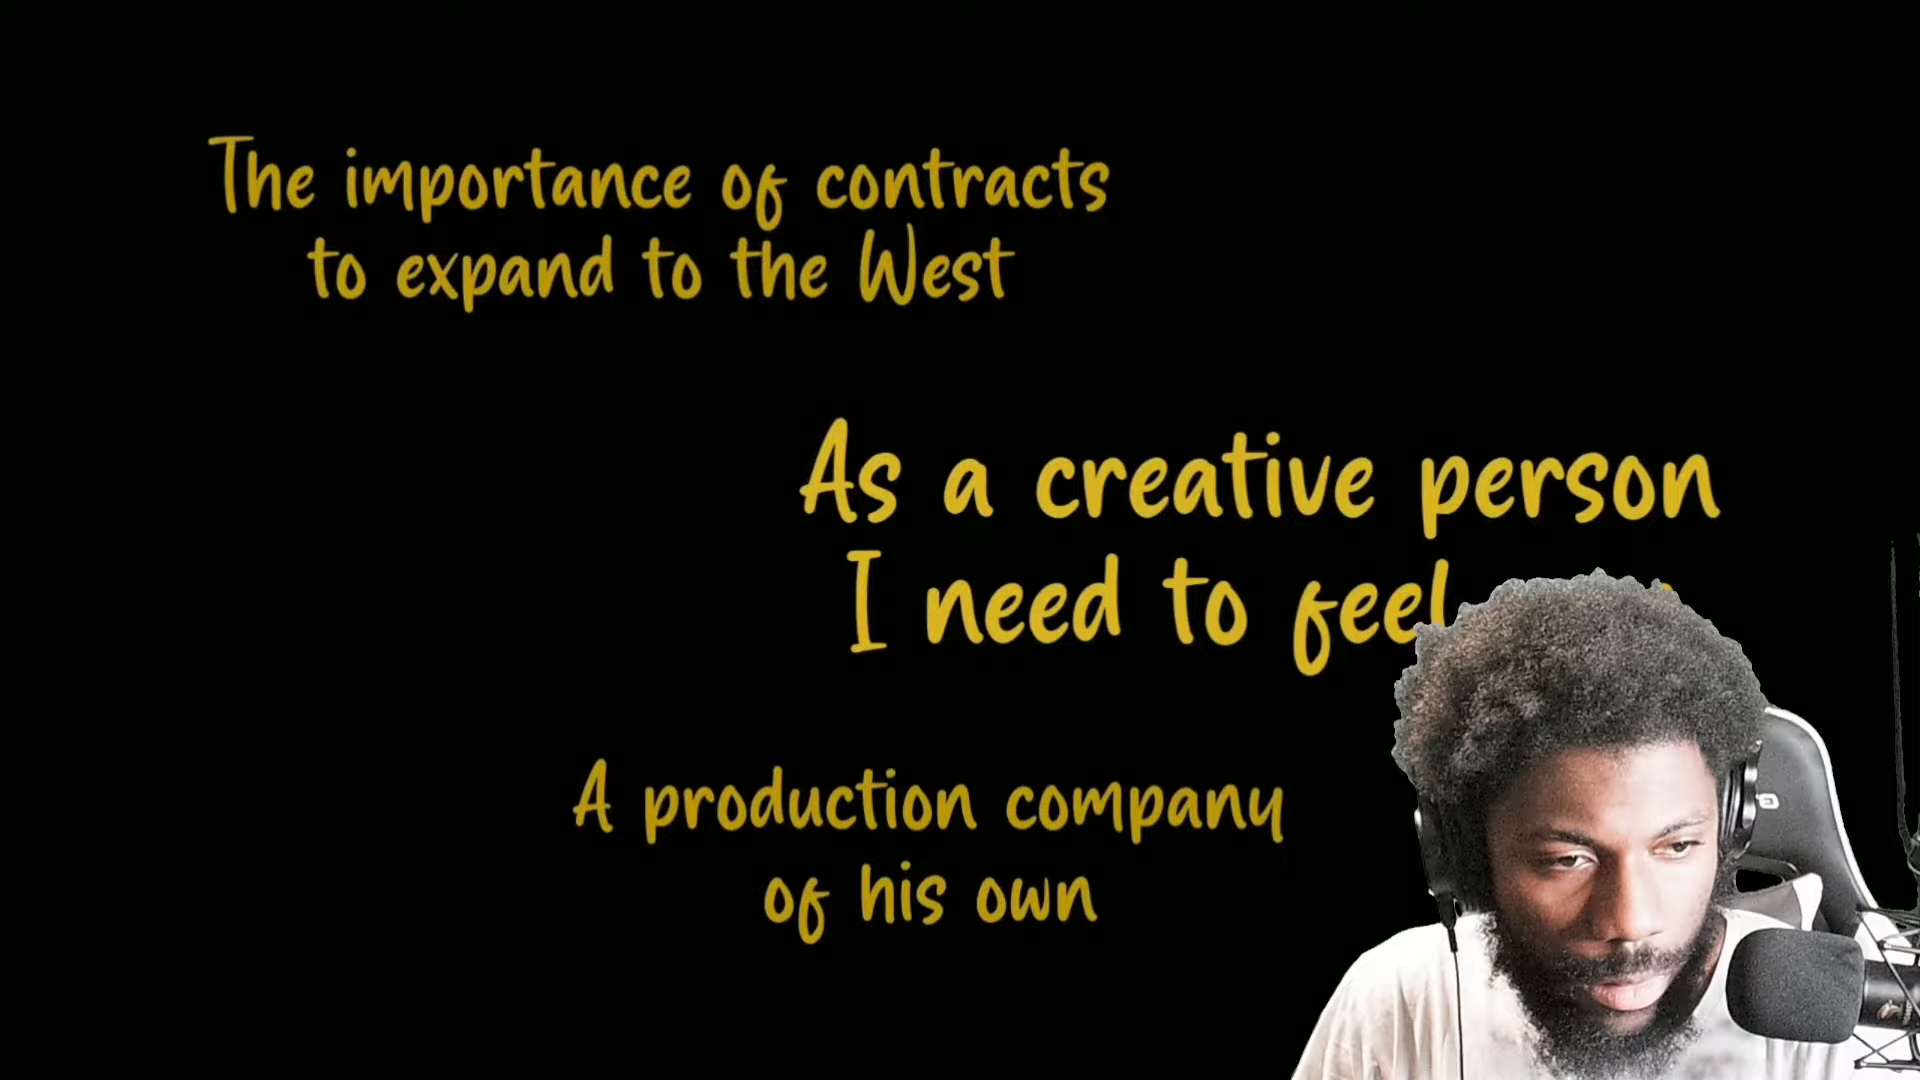 The importance of contracts
to expand to the West
As a creative person
I need to feel
A production company
of his own